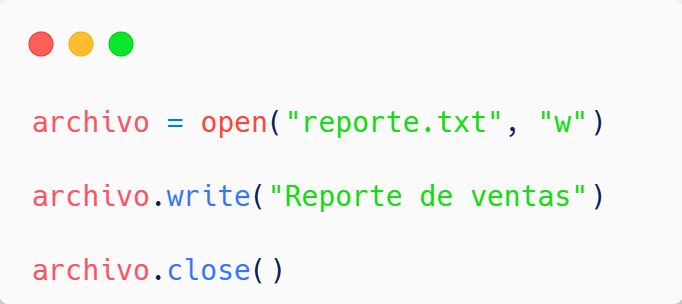 archivo = open("reporte.txt", "w")
archivo.write("Reporte de ventas")
archivo.close()